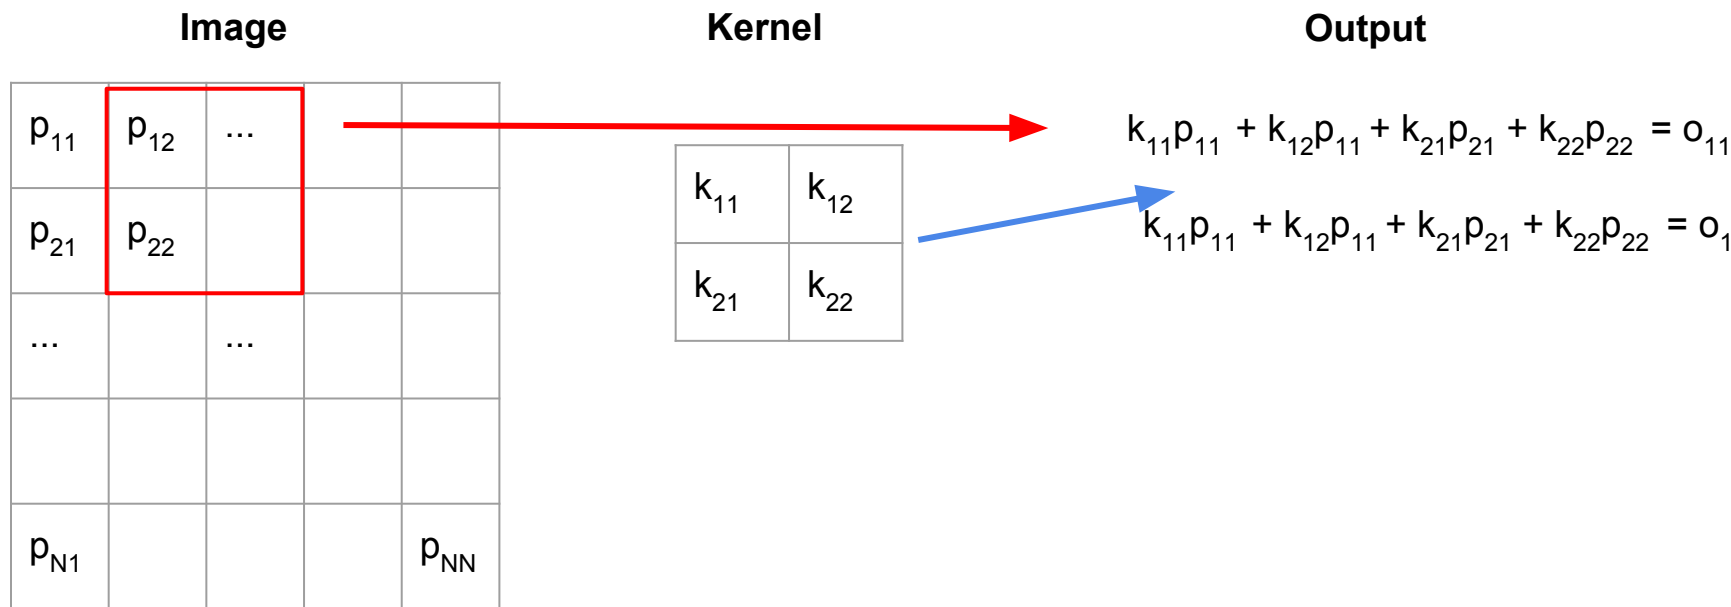 Image Kernel Output
p11 p12 ...
p21 p22
... ...
pN1 pNN
k11 k12
k21 k22
k11p11 + k12p11 + k21p21 + k22p22 = o11
k11p11 + k12p11 + k21p21 + k22p22 = o1